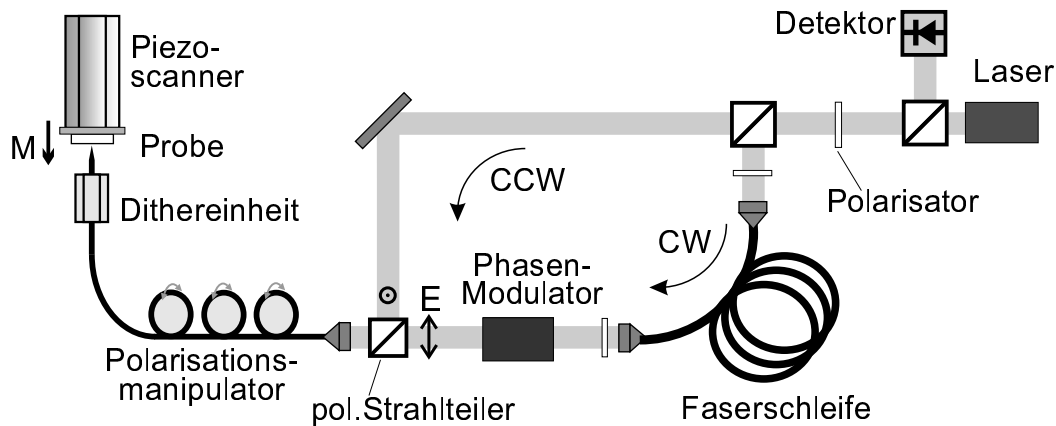 Piezo-
scanner
Detektor
Laser
M
Probe
CCW
Dithereinheit
Polarisator
CW
Phasen-
Modulator
E
Polarisations-
manipulator
pol.Strahlteiler
Faserschleife